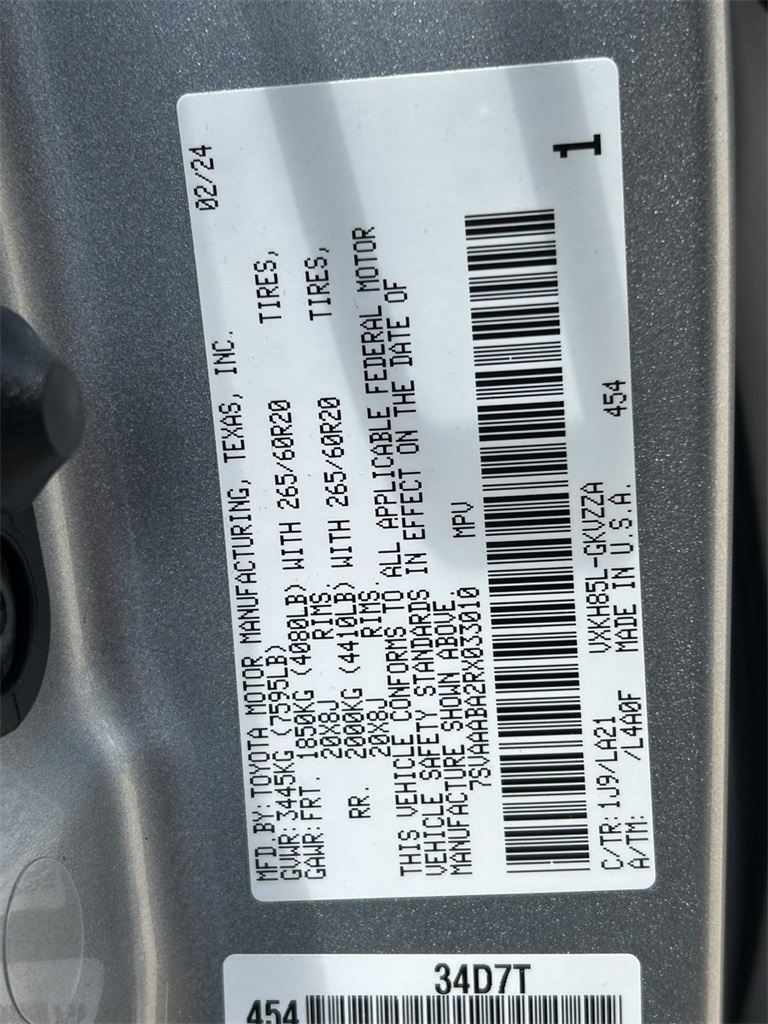 02/24
MFD.BY:TOYOTA MOTOR MANUFACTURING, TEXAS, INC.
GVWR:3445KG (7595LB)
GAWR:FRT. 1850KG (4080LB) WITH 265/60R20 TIRES,
20X8J RIMS.
RR. 2000KG (4410LB) WITH 265/60R20 TIRES,
20X8J RIMS.
THIS VEHICLE CONFORMS TO ALL APPLICABLE FEDERAL MOTOR
VEHICLE SAFETY STANDARDS IN EFFECT ON THE DATE OF
MANUFACTURE SHOWN ABOVE.
7SVAAABA2RX033010 MPV
1
C/TR:1J9/LA21 VXKH85L-GKVZZA 454
A/TM: /L4A0F MADE IN U.S.A.
34D7T
454